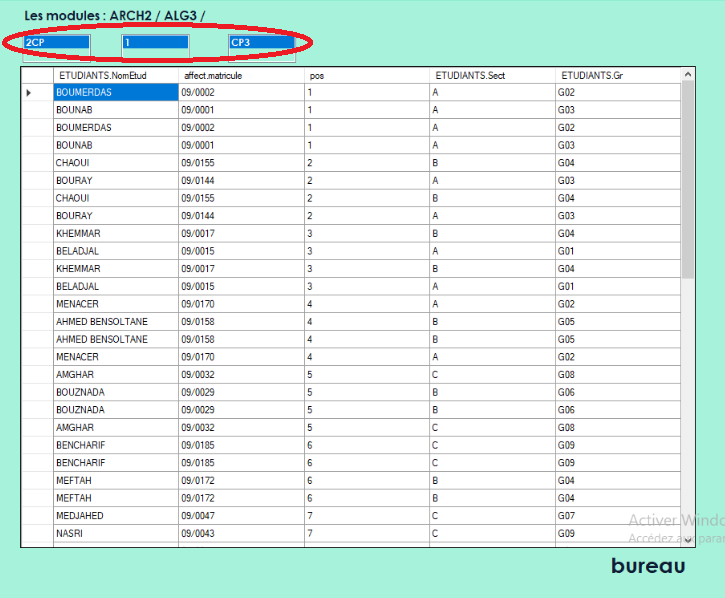 Les modules : ARCH2 / ALG3 /
2CP 1 CP3
ETUDIANTS.NomEtud affect.matricule pos ETUDIANTS.Sect ETUDIANTS.Gr
BOUMERDAS 09/0002 1 A G02
BOUNAB 09/0001 1 A G03
BOUMERDAS 09/0002 1 A G02
BOUNAB 09/0001 1 A G03
CHAOUI 09/0155 2 B G04
BOURAY 09/0144 2 A G03
CHAOUI 09/0155 2 B G04
BOURAY 09/0144 2 A G03
KHEMMAR 09/0017 3 B G04
BELADJAL 09/0015 3 A G01
KHEMMAR 09/0017 3 B G04
BELADJAL 09/0015 3 A G01
MENACER 09/0170 4 A G02
AHMED BENSOLTANE 09/0158 4 B G05
AHMED BENSOLTANE 09/0158 4 B G05
MENACER 09/0170 4 A G02
AMGHAR 09/0032 5 C G08
BOUZNADA 09/0029 5 B G06
BOUZNADA 09/0029 5 B G06
AMGHAR 09/0032 5 C G08
BENCHARIF 09/0185 6 C G09
BENCHARIF 09/0185 6 C G09
MEFTAH 09/0172 6 B G04
MEFTAH 09/0172 6 B G04
MEDJAHED 09/0047 7 C G07
NASRI 09/0043 7 C G09
Activer Windo
Accédez aux param
bureau